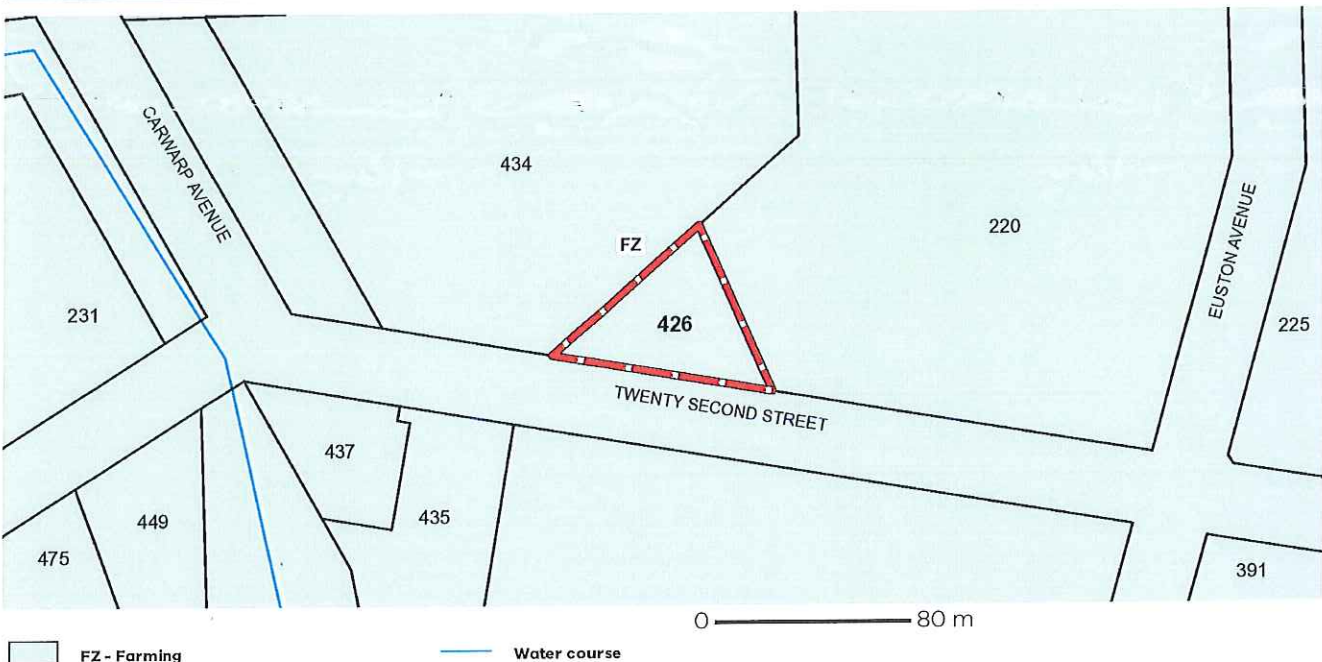 CARWARP AVENUE
434
FZ
220
EUSTON AVENUE
231
426
225
TWENTY SECOND STREET
437
435
449
475
391
0 80 m
FZ - Farming
Water course